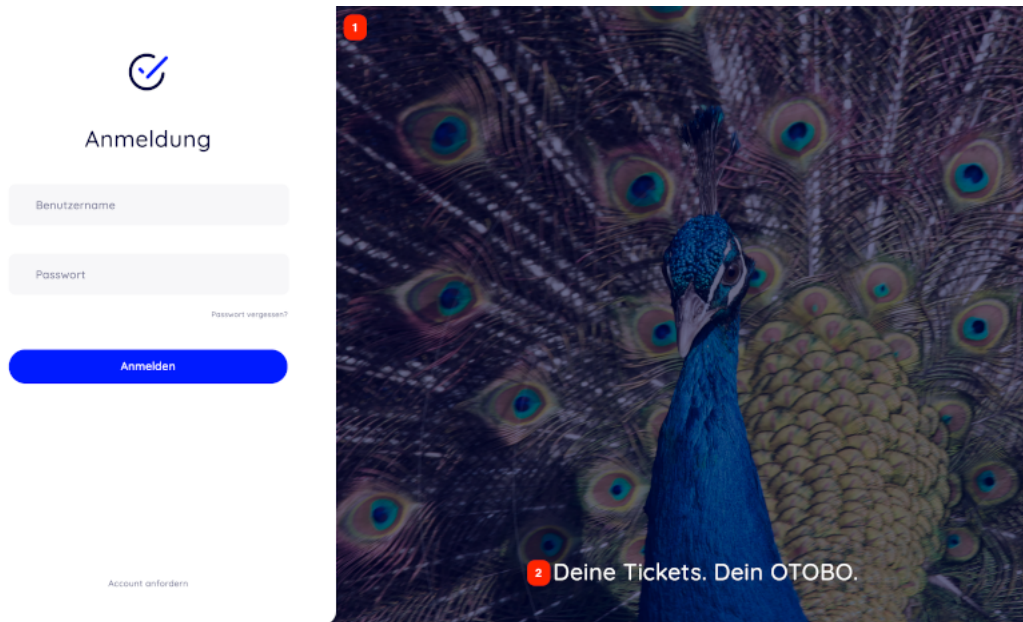 Anmeldung
Benutzername
Passwort
Passwort vergessen?
Anmelden
Account anfordern
1
2 Deine Tickets. Dein OTOBO.